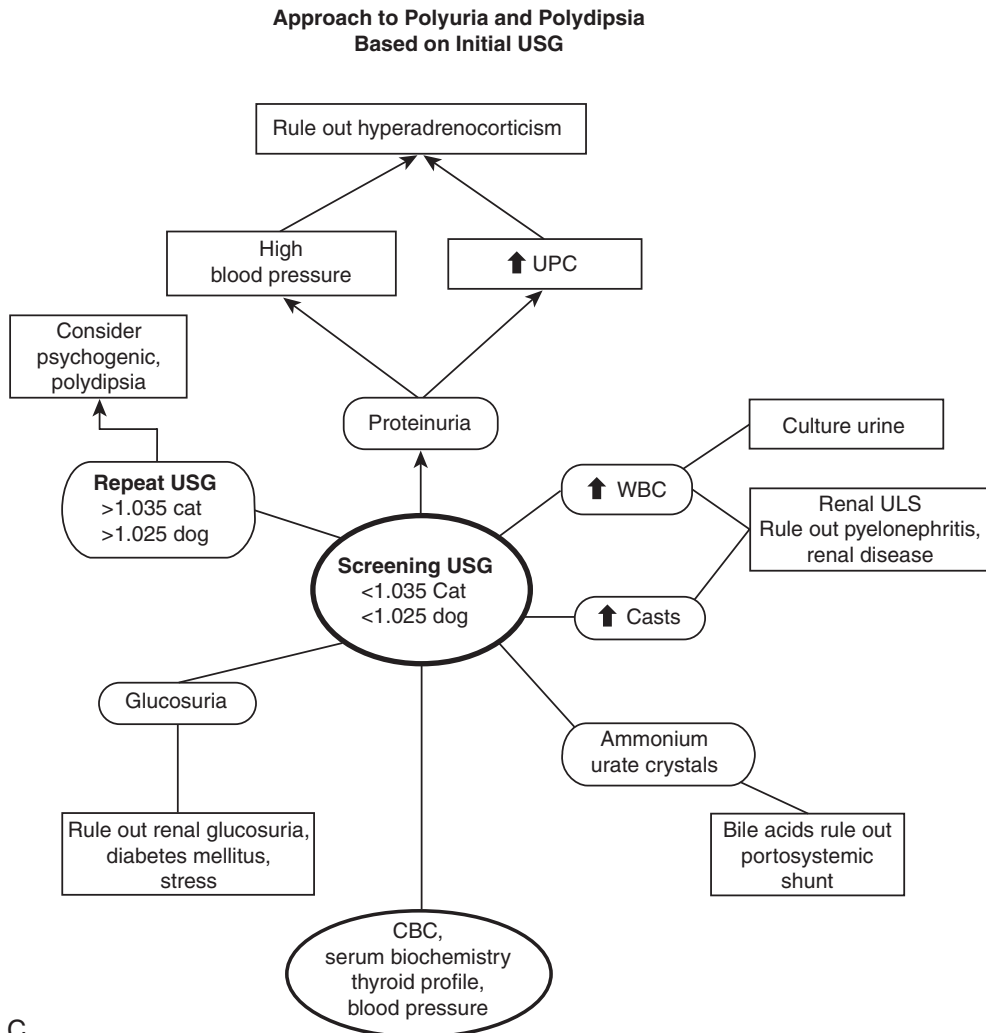 Approach to Polyuria and Polydipsia
Based on Initial USG
Rule out hyperadrenocorticism
High
blood pressure
⬆ UPC
Consider
psychogenic,
polydipsia
Proteinuria
Culture urine
Repeat USG
>1.035 cat
>1.025 dog
⬆ WBC
Renal ULS
Rule out pyelonephritis,
renal disease
Screening USG
<1.035 Cat
<1.025 dog
⬆ Casts
Glucosuria
Ammonium
urate crystals
Rule out renal glucosuria,
diabetes mellitus,
stress
Bile acids rule out
portosystemic
shunt
CBC,
serum biochemistry
thyroid profile,
blood pressure
C